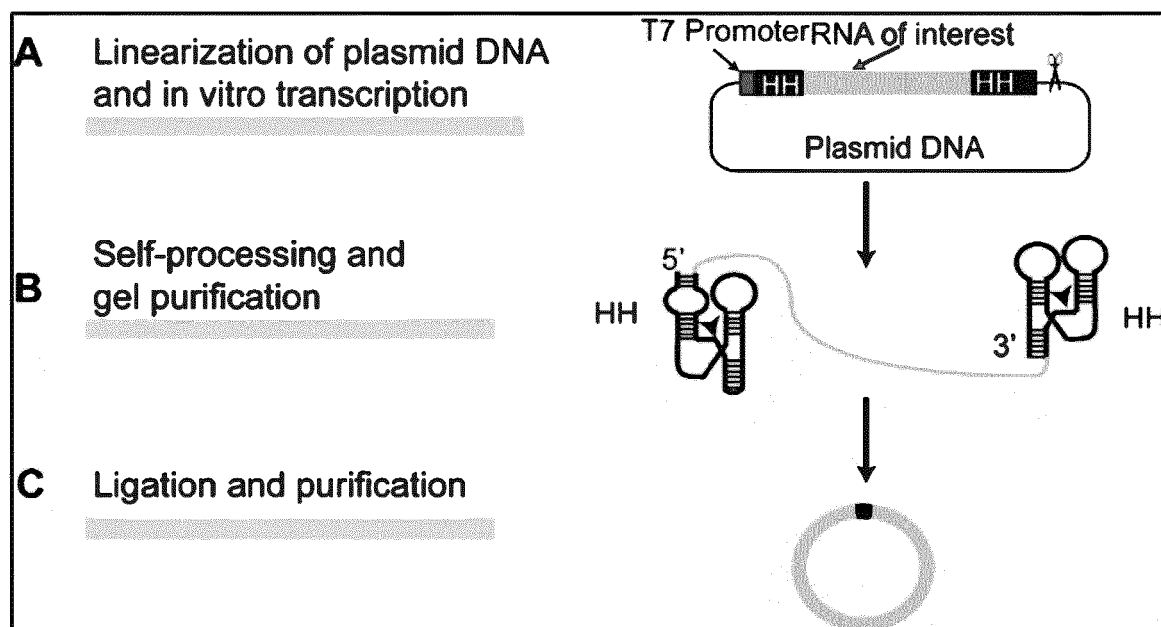 A
Linearization of plasmid DNA
and in vitro transcription
T7 Promoter RNA of interest
HH
HH
Plasmid DNA
B
Self-processing and
gel purification
5'
HH
3'
HH
C
Ligation and purification